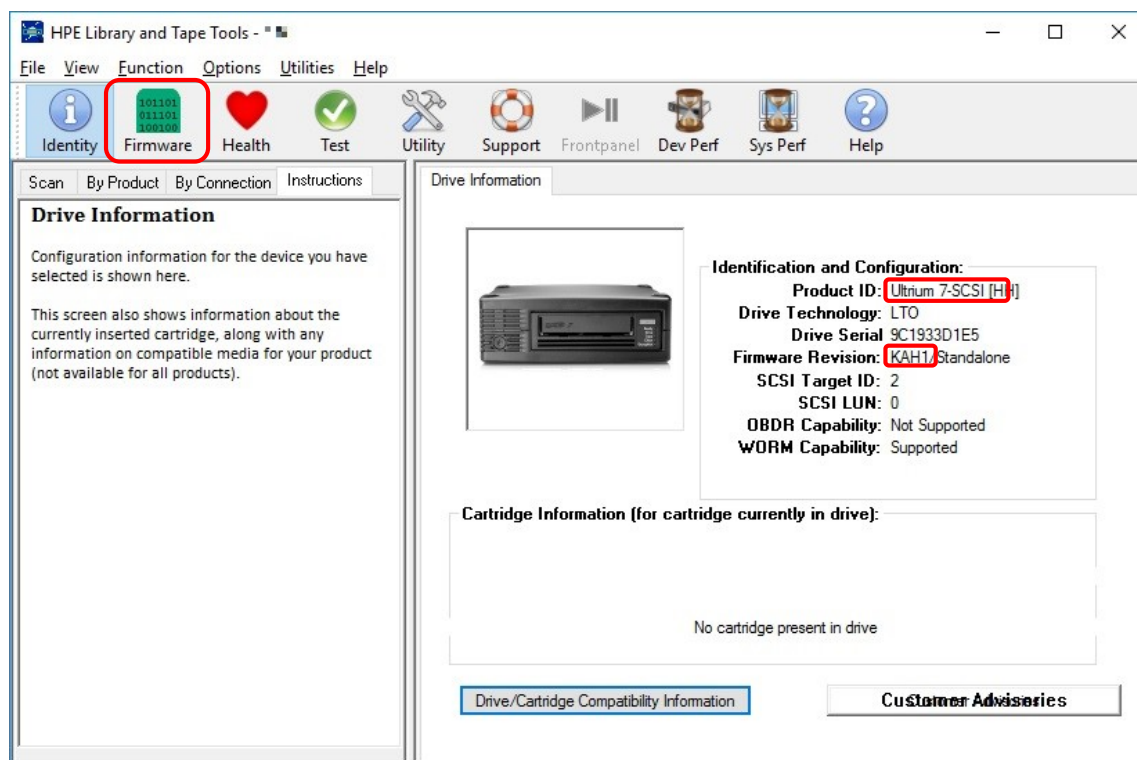 HPE Library and Tape Tools - "
File View Function Options Utilities Help
101101
011101
100100
Identity Firmware Health Test Utility Support Frontpanel Dev Perf Sys Perf Help
Scan By Product By Connection Instructions
Drive Information
Drive Information
Configuration information for the device you have
selected is shown here.
This screen also shows information about the
currently inserted cartridge, along with any
information on compatible media for your product
(not available for all products).
Identification and Configuration:
Product ID: Ultrium 7-SCSI [HH]
Drive Technology: LTO
Drive Serial 9C1933D1E5
Firmware Revision: KAH1/Standalone
SCSI Target ID: 2
SCSI LUN: 0
OBDR Capability: Not Supported
WORM Capability: Supported
Cartridge Information (for cartridge currently in drive):
No cartridge present in drive
Drive/Cartridge Compatibility Information
Customer Advisories